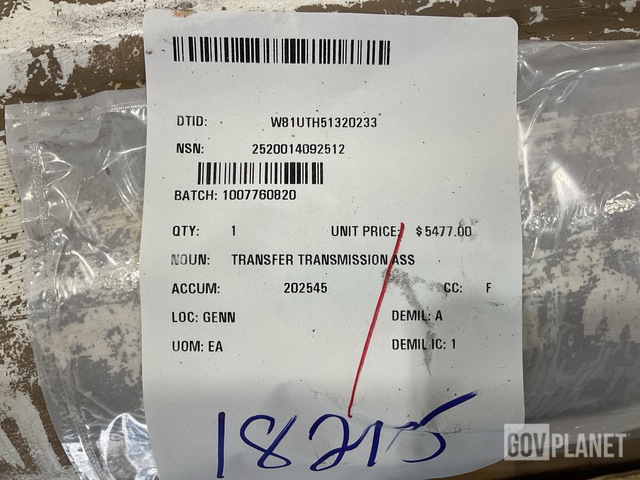 DTID: W81UTH51320233
NSN: 2520014092512
BATCH: 1007760820
QTY: 1 UNIT PRICE: $5477.00
NOUN: TRANSFER TRANSMISSION ASS
ACCUM: 202545 CC: F
LOC: GENN DEMIL: A
UOM: EA DEMIL IC: 1
18215
GOVPLANET